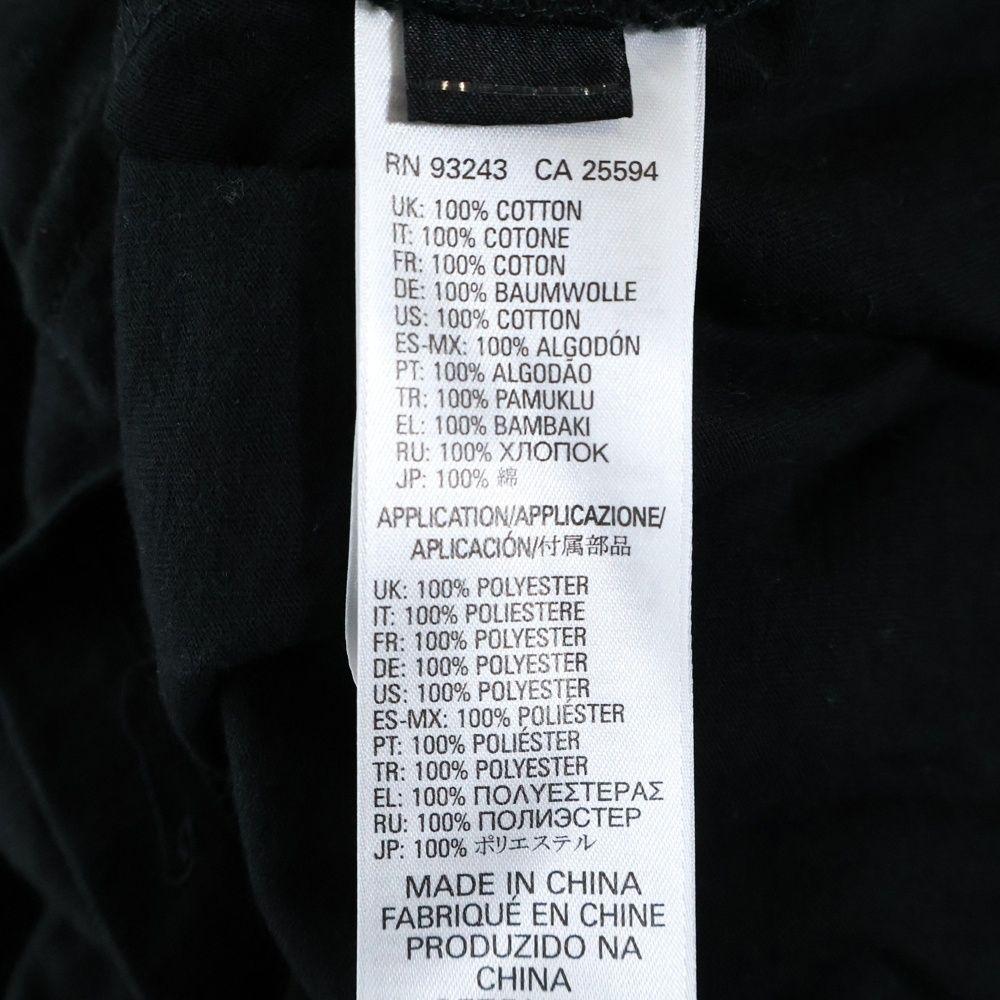 RN 93243 CA 25594
UK: 100% COTTON
IT: 100% COTONE
FR: 100% COTON
DE: 100% BAUMWOLLE
US: 100% COTTON
ES-MX: 100% ALGODÓN
PT: 100% ALGODÃO
TR: 100% PAMUKLU
EL: 100% BAMBAKI
RU: 100% ХЛОПОК
JP: 100% 綿
APPLICATION/APPLICAZIONE/
APLICACIÓN/付属部品
UK: 100% POLYESTER
IT: 100% POLIESTERE
FR: 100% POLYESTER
DE: 100% POLYESTER
US: 100% POLYESTER
ES-MX: 100% POLIÉSTER
PT: 100% POLIÉSTER
TR: 100% POLYESTER
EL: 100% ΠΟΛΥΕΣΤΕΡΑΣ
RU: 100% ПОЛИЭСТЕР
JP: 100% ポリエステル
MADE IN CHINA
FABRIQUÉ EN CHINE
PRODUZIDO NA
CHINA